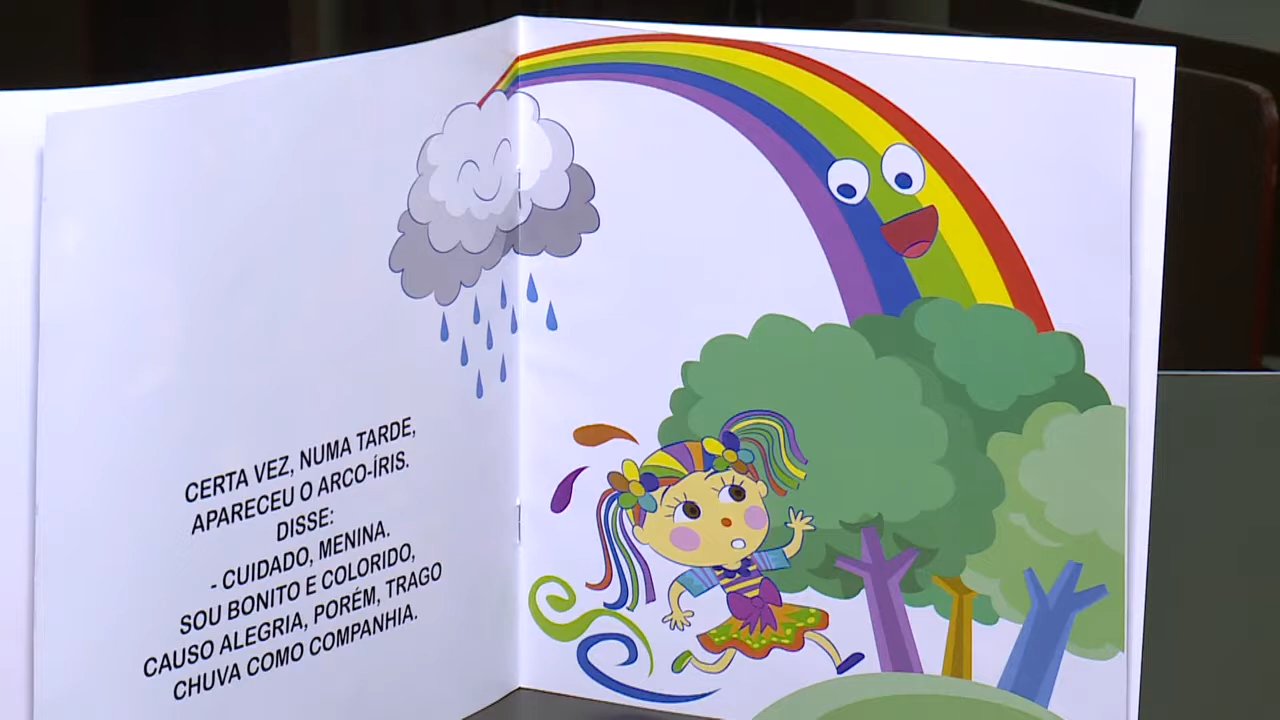 CERTA VEZ, NUMA TARDE,
APARECEU O ARCO-ÍRIS.
DISSE:
- CUIDADO, MENINA.
SOU BONITO E COLORIDO,
CAUSO ALEGRIA, PORÉM, TRAGO
CHUVA COMO COMPANHIA.